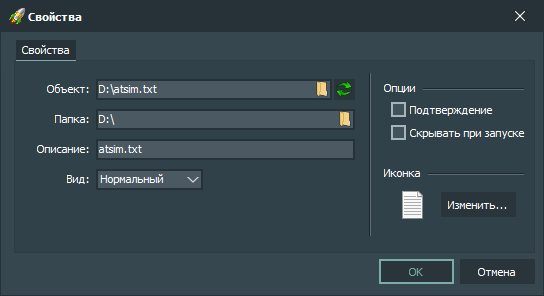 Свойства
Свойства
Объект: D:\atsim.txt
Папка: D:\
Описание: atsim.txt
Вид: Нормальный
Опции
Подтверждение
Скрывать при запуске
Иконка
Изменить...
OK Отмена